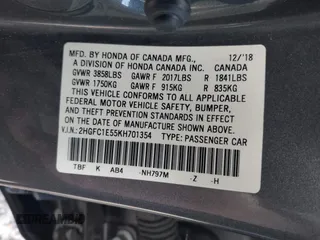 MFD. BY HONDA OF CANADA MFG., 12/'18
A DIVISION OF HONDA CANADA INC. CANADA
GVWR 3858LBS GAWR F 2017LBS R 1841LBS
GVWR 1750KG GAWR F 915KG R 835KG
THIS VEHICLE CONFORMS TO ALL APPLICABLE
FEDERAL MOTOR VEHICLE SAFETY, BUMPER,
AND THEFT PREVENTION STANDARDS IN EFFECT
ON THE DATE OF MANUFACTURE SHOWN ABOVE.
V.I.N: 2HGFC1E55KH701354 TYPE: PASSENGER CAR
TBF K AB4 -NH797M -Z -H